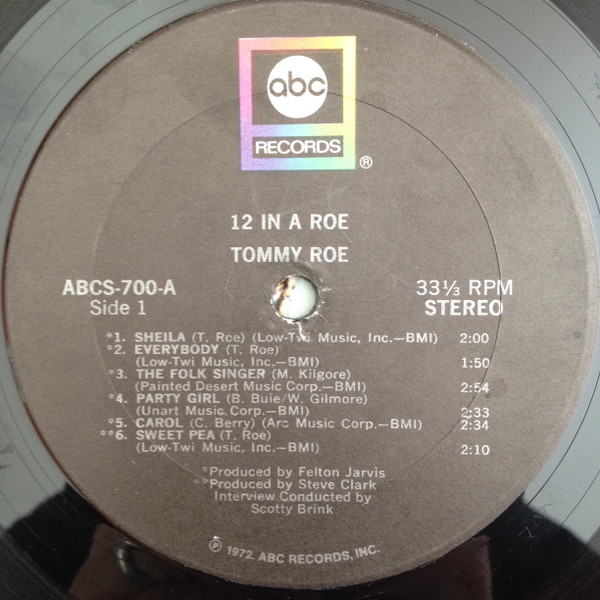 abc
RECORDS
®
12 IN A ROE
TOMMY ROE
ABCS-700-A
Side 1
33⅓ RPM
STEREO
*1. SHEILA (T. Roe) (Low-Twi Music, Inc.—BMI) 2:00
*2. EVERYBODY (T. Roe)
(Low-Twi Music, Inc.—BMI) 1:50
*3. THE FOLK SINGER (M. Kilgore)
(Painted Desert Music Corp.—BMI) 2:54
*4. PARTY GIRL (B. Buie/W. Gilmore)
(Unart Music Corp.—BMI) 2:33
*5. CAROL (C. Berry) (Arc Music Corp.—BMI) 2:34
**6. SWEET PEA (T. Roe)
(Low-Twi Music, Inc.—BMI) 2:10
*Produced by Felton Jarvis
**Produced by Steve Clark
Interview Conducted by
Scotty Brink
℗ 1972. ABC RECORDS, INC.